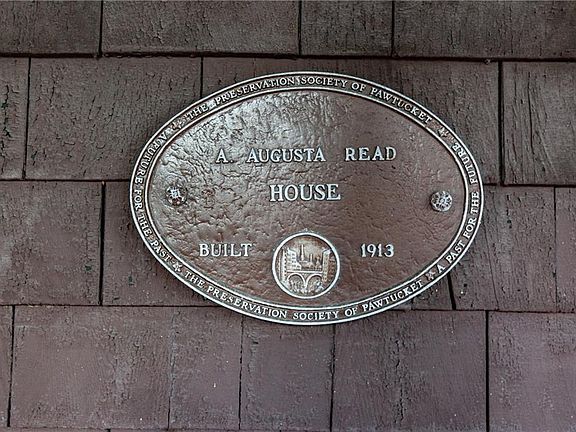 THE PRESERVATION SOCIETY OF PAWTUCKET
A PAST FOR THE FUTURE
THE PRESERVATION SOCIETY OF PAWTUCKET
A FUTURE FOR THE PAST
A. AUGUSTA READ
HOUSE
BUILT 1913